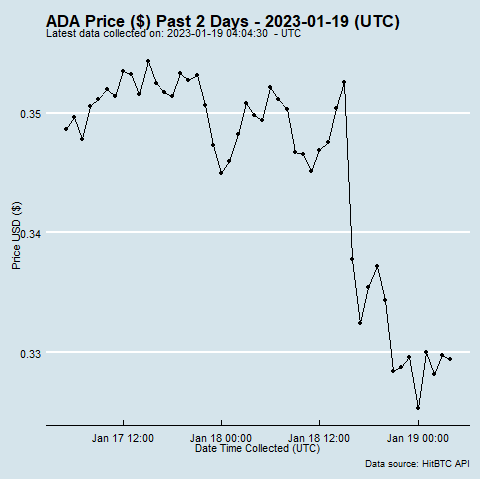 ADA Price ($) Past 2 Days - 2023-01-19 (UTC)
Latest data collected on: 2023-01-19 04:04:30 - UTC
Price USD ($)
0.35
0.34
0.33
Jan 17 12:00 Jan 18 00:00 Jan 18 12:00 Jan 19 00:00
Date Time Collected (UTC)
Data source: HitBTC API